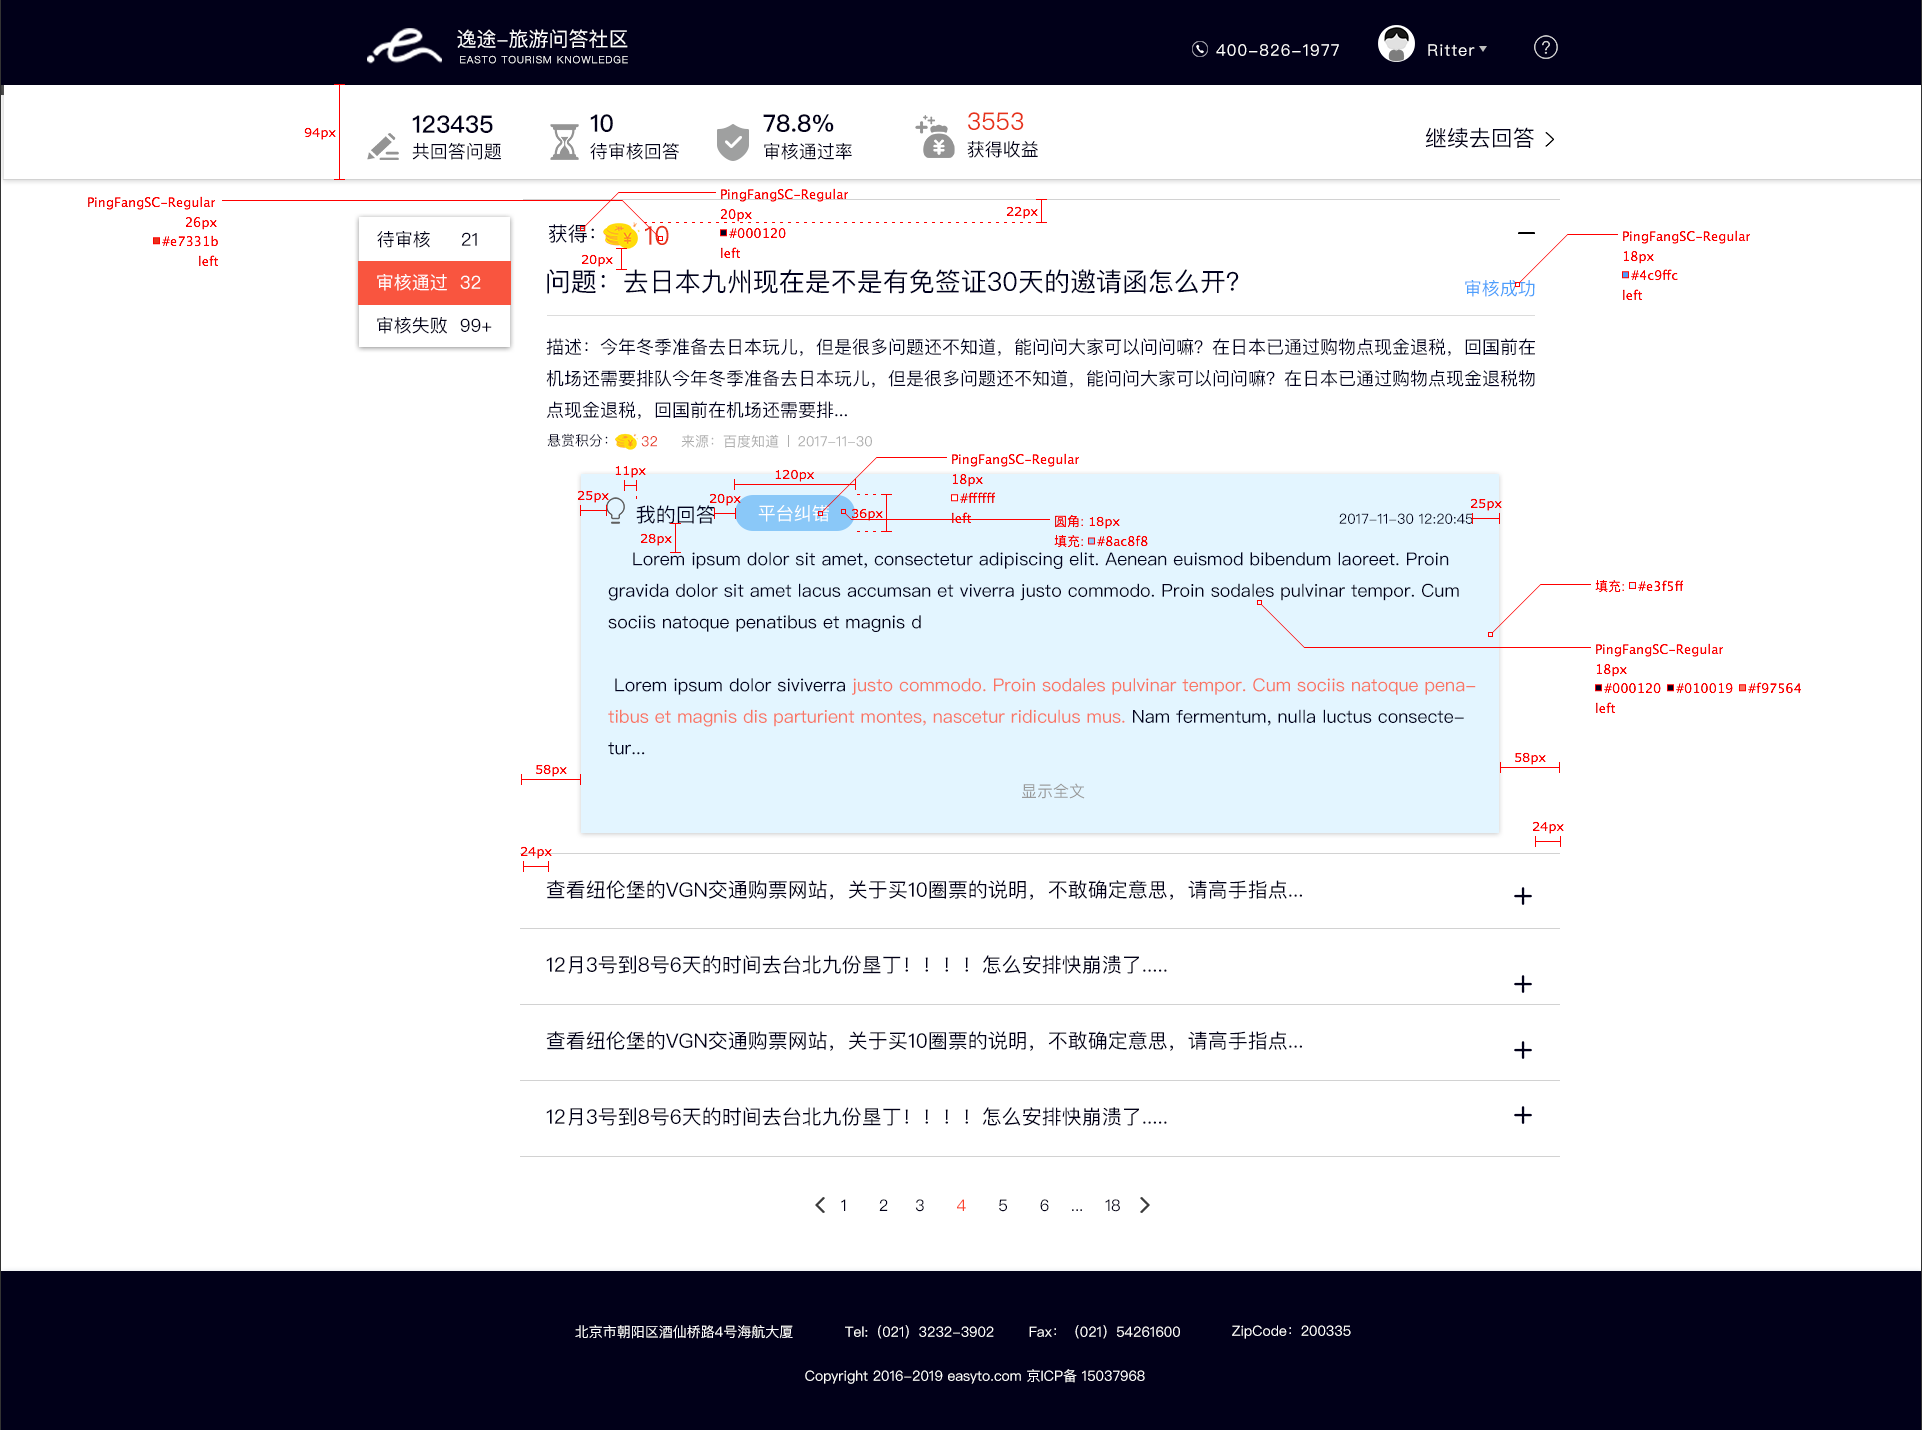 逸途-旅游问答社区
EASTO TOURISM KNOWLEDGE
400-826-1977
Ritter
?
94px
123435
共回答问题
10
待审核回答
78.8%
审核通过率
3553
获得收益
继续去回答
PingFangSC-Regular
26px
#e7331b
left
PingFangSC-Regular
20px
#000120
left
22px
待审核 21
审核通过 32
审核失败 99+
获得：
10
20px
问题：去日本九州现在是不是有免签证30天的邀请函怎么开？
审核成功
PingFangSC-Regular
18px
#4c9ffc
left
描述：今年冬季准备去日本玩儿，但是很多问题还不知道，能问问大家可以问问嘛？在日本已通过购物点现金退税，回国前在
机场还需要排队今年冬季准备去日本玩儿，但是很多问题还不知道，能问问大家可以问问嘛？在日本已通过购物点现金退税物
点现金退税，回国前在机场还需要排...
悬赏积分： 32 来源：百度知道 | 2017-11-30
11px
120px
PingFangSC-Regular
18px
#ffffff
left
25px
20px
我的回答
平台纠错
36px
28px
圆角: 18px
填充: #8ac8f8
2017-11-30 12:20:45
25px
Lorem ipsum dolor sit amet, consectetur adipiscing elit. Aenean euismod bibendum laoreet. Proin
gravida dolor sit amet lacus accumsan et viverra justo commodo. Proin sodales pulvinar tempor. Cum
sociis natoque penatibus et magnis d
填充: #e3f5ff
PingFangSC-Regular
18px
#000120 #010019 #f97564
left
Lorem ipsum dolor siviverra justo commodo. Proin sodales pulvinar tempor. Cum sociis natoque pena-
tibus et magnis dis parturient montes, nascetur ridiculus mus. Nam fermentum, nulla luctus consecte-
tur...
58px
58px
显示全文
24px
24px
查看纽伦堡的VGN交通购票网站，关于买10圈票的说明，不敢确定意思，请高手指点...
12月3号到8号6天的时间去台北九份垦丁！！！！怎么安排快崩溃了.....
查看纽伦堡的VGN交通购票网站，关于买10圈票的说明，不敢确定意思，请高手指点...
12月3号到8号6天的时间去台北九份垦丁！！！！怎么安排快崩溃了.....
1 2 3 4 5 6 ... 18
北京市朝阳区酒仙桥路4号海航大厦 Tel:（021）3232-3902 Fax：（021）54261600 ZipCode：200335
Copyright 2016-2019 easyto.com 京ICP备 15037968